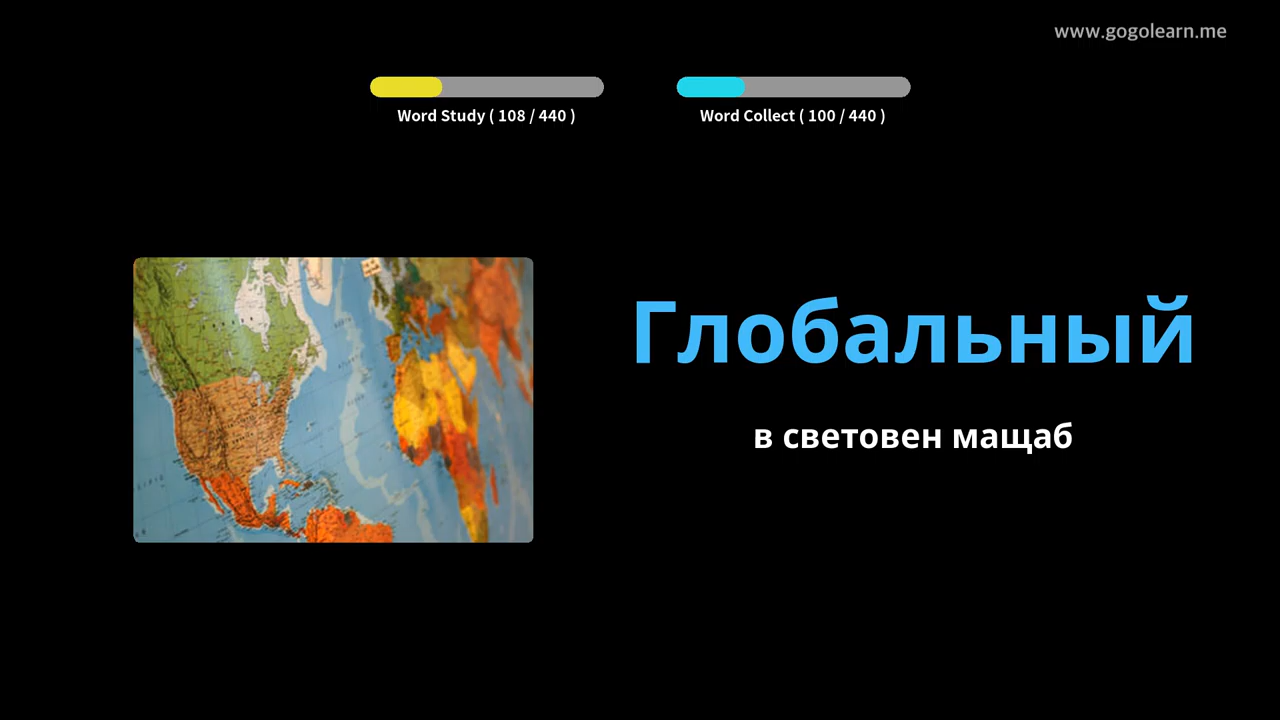 www.gogolearn.me
Word Study ( 108 / 440 )
Word Collect ( 100 / 440 )
Глобальный
в световен мащаб